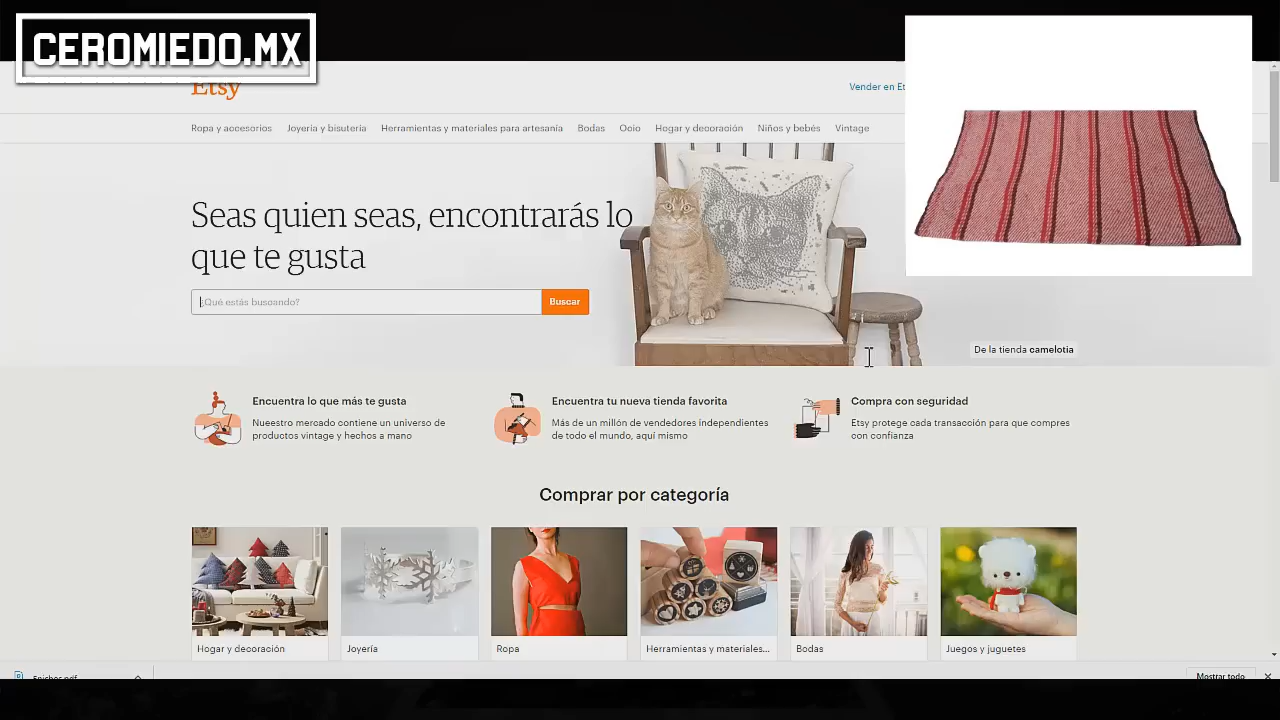 CEROMIEDO.MX
Etsy
Vender en Et
Ropa y accesorios
Joyería y bisutería
Herramientas y materiales para artesanía
Bodas
Ocio
Hogar y decoración
Niños y bebés
Vintage
Seas quien seas, encontrarás lo
que te gusta
¿Qué estás buscando?
Buscar
De la tienda camelotia
Encuentra lo que más te gusta
Nueestro mercado contiene un universo de
productos vintage y hechos a mano
Encuentra tu nueva tienda favorita
Más de un millón de vendedores independientes
de todo el mundo, aquí mismo
Compra con seguridad
Etsy protege cada transacción para que compres
con confianza
Comprar por categoría
Hogar y decoración
Joyería
Ropa
Herramientas y materiales...
Bodas
Juegos y juguetes
Mostrar todo